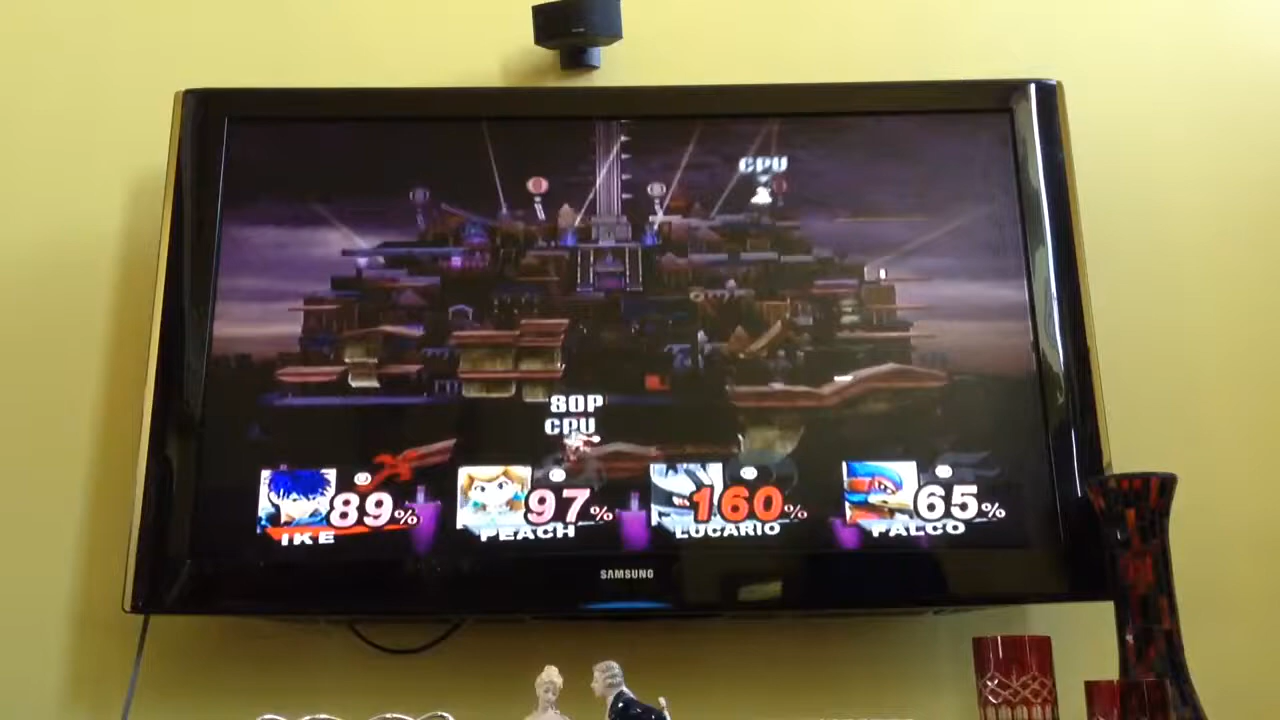 CPU
80P
CPU
89%
97%
160%
65%
IKE
PEACH
LUCARIO
FALCO
SAMSUNG